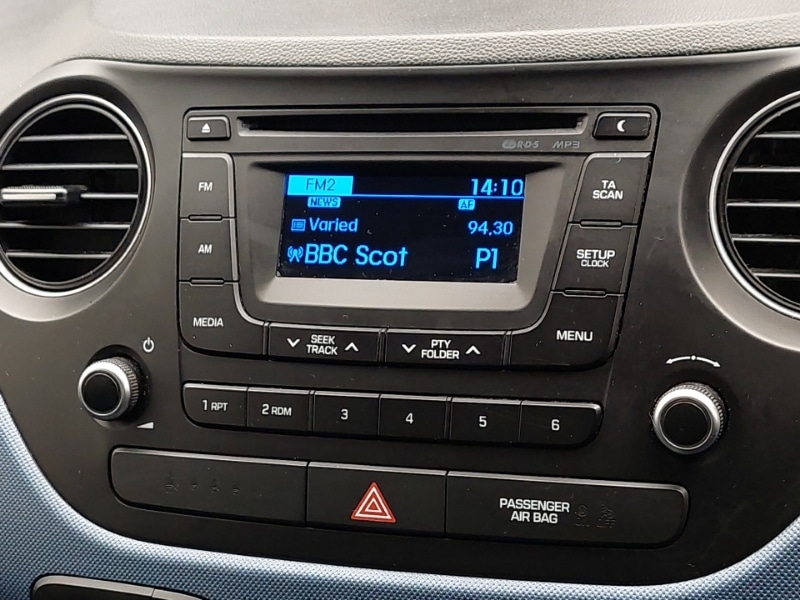 R·D·S MP3
FM
FM2 14:10
NEWS AF
Varied 94.30
BBC Scot P1
TA
SCAN
AM
SETUP
CLOCK
MEDIA
SEEK
TRACK
PTY
FOLDER
MENU
1 RPT 2 RDM 3 4 5 6
PASSENGER
AIR BAG